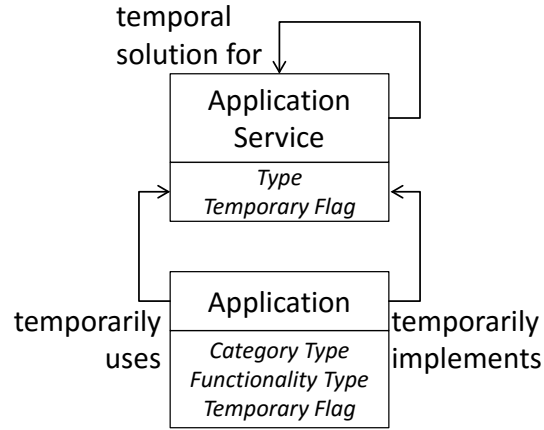 temporal
solution for
Application
Service
Type
Temporary Flag
Application
temporarily
uses
temporarily
implements
Category Type
Functionality Type
Temporary Flag